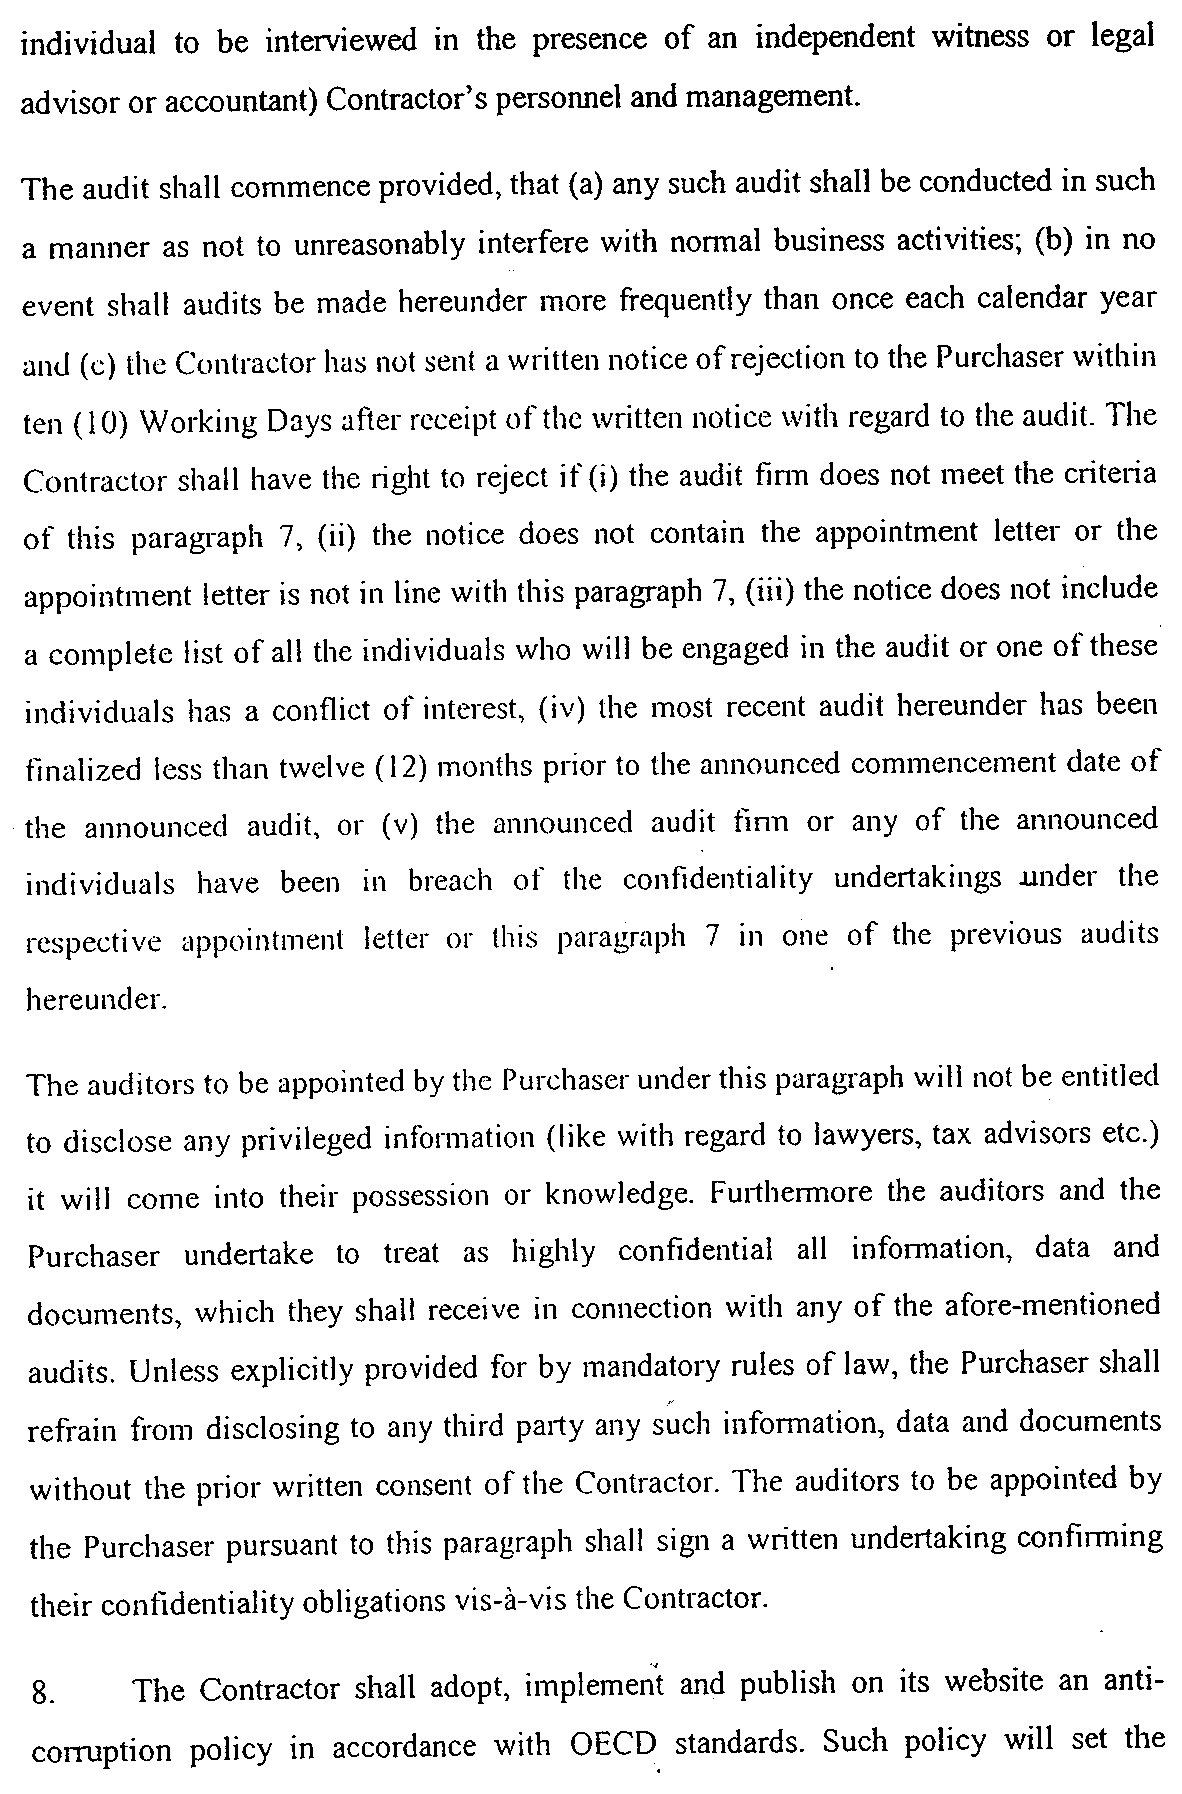 individual to be interviewed in the presence of an independent witness or legal
advisor or accountant) Contractor's personnel and management.
The audit shall commence provided, that (a) any such audit shall be conducted in such
a manner as not to unreasonably interfere with normal business activities; (b) in no
event shall audits be made hereunder more frequently than once each calendar year
and (c) the Contractor has not sent a written notice of rejection to the Purchaser within
ten (10) Working Days after receipt of the written notice with regard to the audit. The
Contractor shall have the right to reject if (i) the audit firm does not meet the criteria
of this paragraph 7, (ii) the notice does not contain the appointment letter or the
appointment letter is not in line with this paragraph 7, (iii) the notice does not include
a complete list of all the individuals who will be engaged in the audit or one of these
individuals has a conflict of interest, (iv) the most recent audit hereunder has been
finalized less than twelve (12) months prior to the announced commencement date of
the announced audit, or (v) the announced audit firm or any of the announced
individuals have been in breach of the confidentiality undertakings under the
respective appointment letter or this paragraph 7 in one of the previous audits
hereunder.
The auditors to be appointed by the Purchaser under this paragraph will not be entitled
to disclose any privileged information (like with regard to lawyers, tax advisors etc.)
it will come into their possession or knowledge. Furthermore the auditors and the
Purchaser undertake to treat as highly confidential all information, data and
documents, which they shall receive in connection with any of the afore-mentioned
audits. Unless explicitly provided for by mandatory rules of law, the Purchaser shall
refrain from disclosing to any third party any such information, data and documents
without the prior written consent of the Contractor. The auditors to be appointed by
the Purchaser pursuant to this paragraph shall sign a written undertaking confirming
their confidentiality obligations vis-à-vis the Contractor.
8. The Contractor shall adopt, implement and publish on its website an anti-
corruption policy in accordance with OECD standards. Such policy will set the